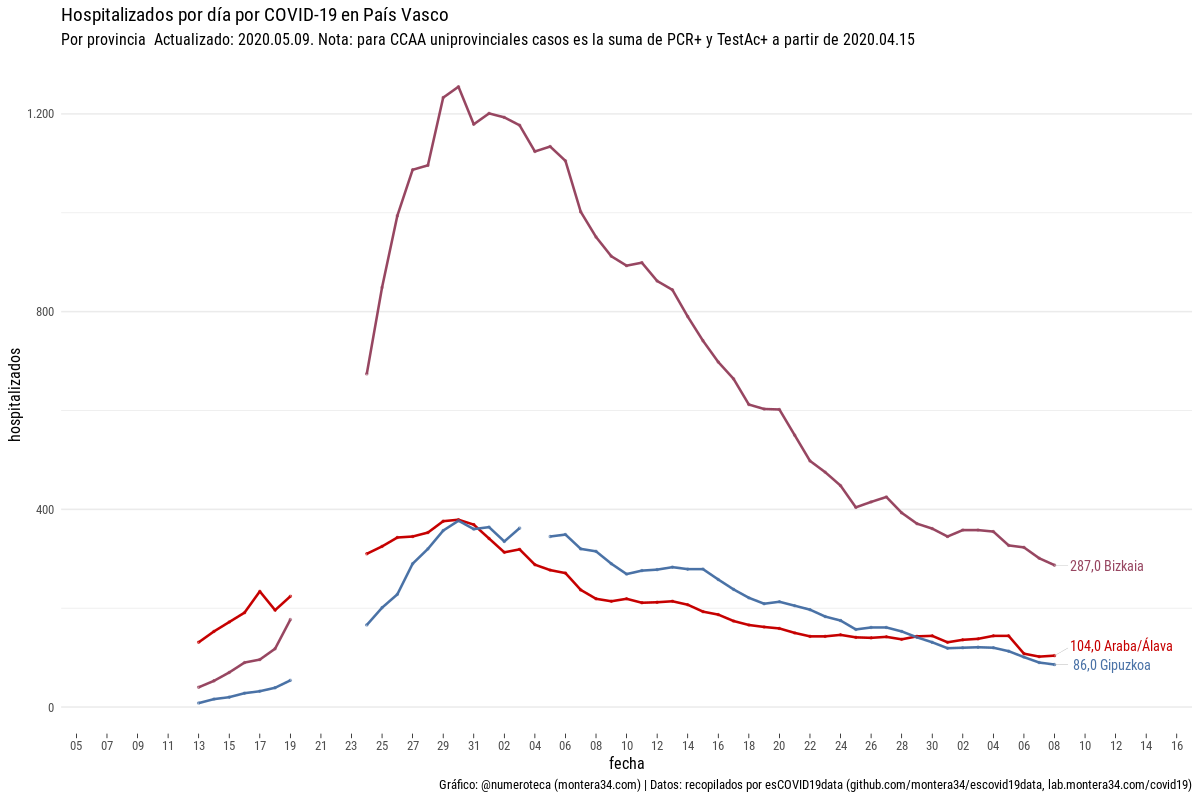 Hospitalizados por día por COVID-19 en País Vasco
Por provincia  Actualizado: 2020.05.09. Nota: para CCAA uniprovinciales casos es la suma de PCR+ y TestAc+ a partir de 2020.04.15
1.200
800
400
0
hospitalizados
287,0 Bizkaia
104,0 Araba/Álava
86,0 Gipuzkoa
05 07 09 11 13 15 17 19 21 23 25 27 29 31 02 04 06 08 10 12 14 16 18 20 22 24 26 28 30 02 04 06 08 10 12 14 16
fecha
Gráfico: @numeroteca (montera34.com) | Datos: recopilados por esCOVID19data (github.com/montera34/escovid19data, lab.montera34.com/covid19)